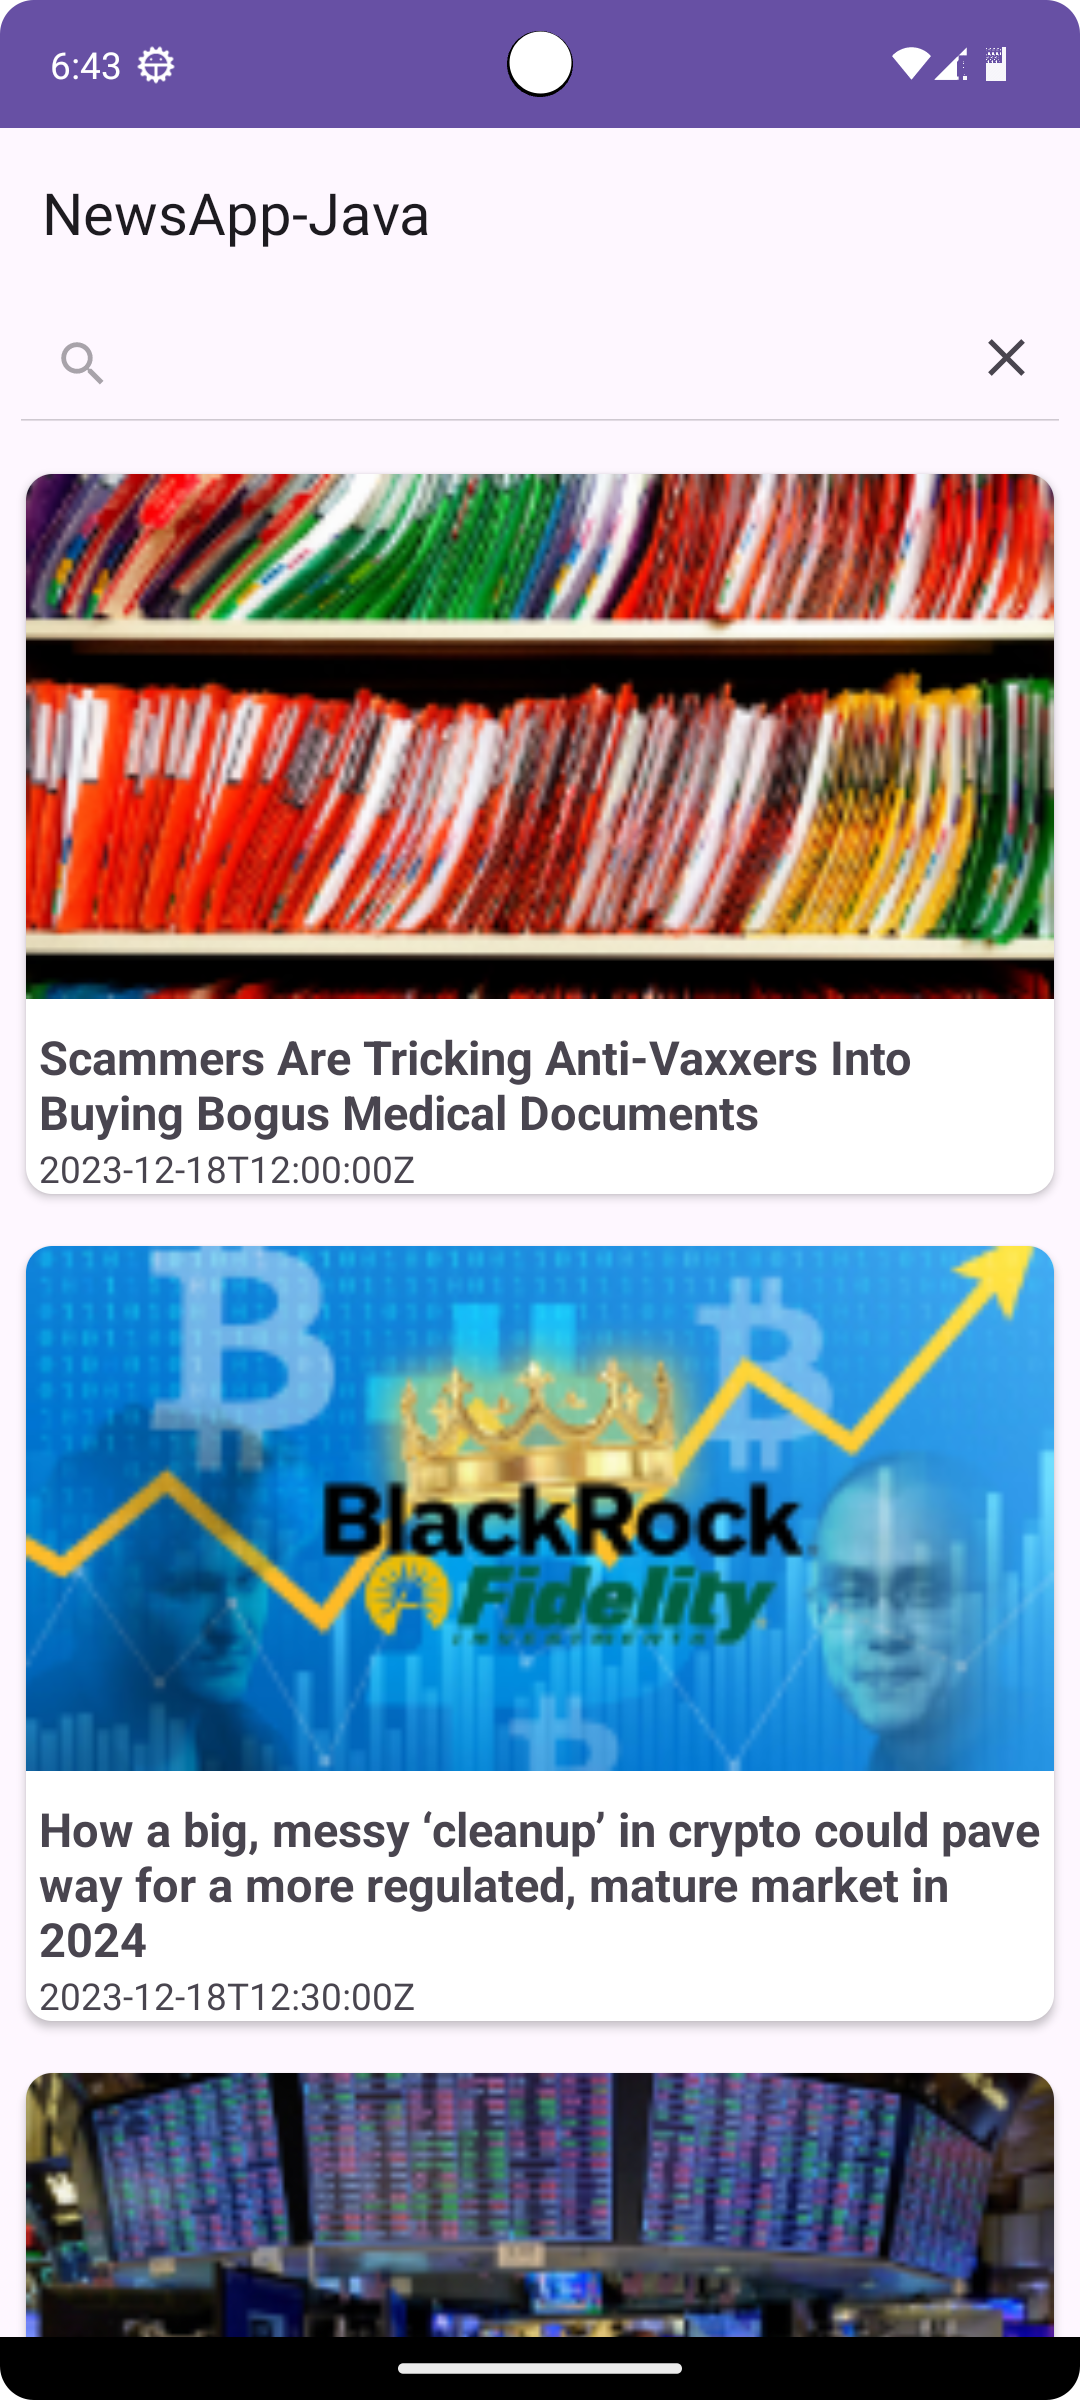 6:43
NewsApp-Java
Scammers Are Tricking Anti-Vaxxers Into
Buying Bogus Medical Documents
2023-12-18T12:00:00Z
BlackRock
Fidelity
INVESTMENTS
How a big, messy ‘cleanup’ in crypto could pave
way for a more regulated, mature market in
2024
2023-12-18T12:30:00Z